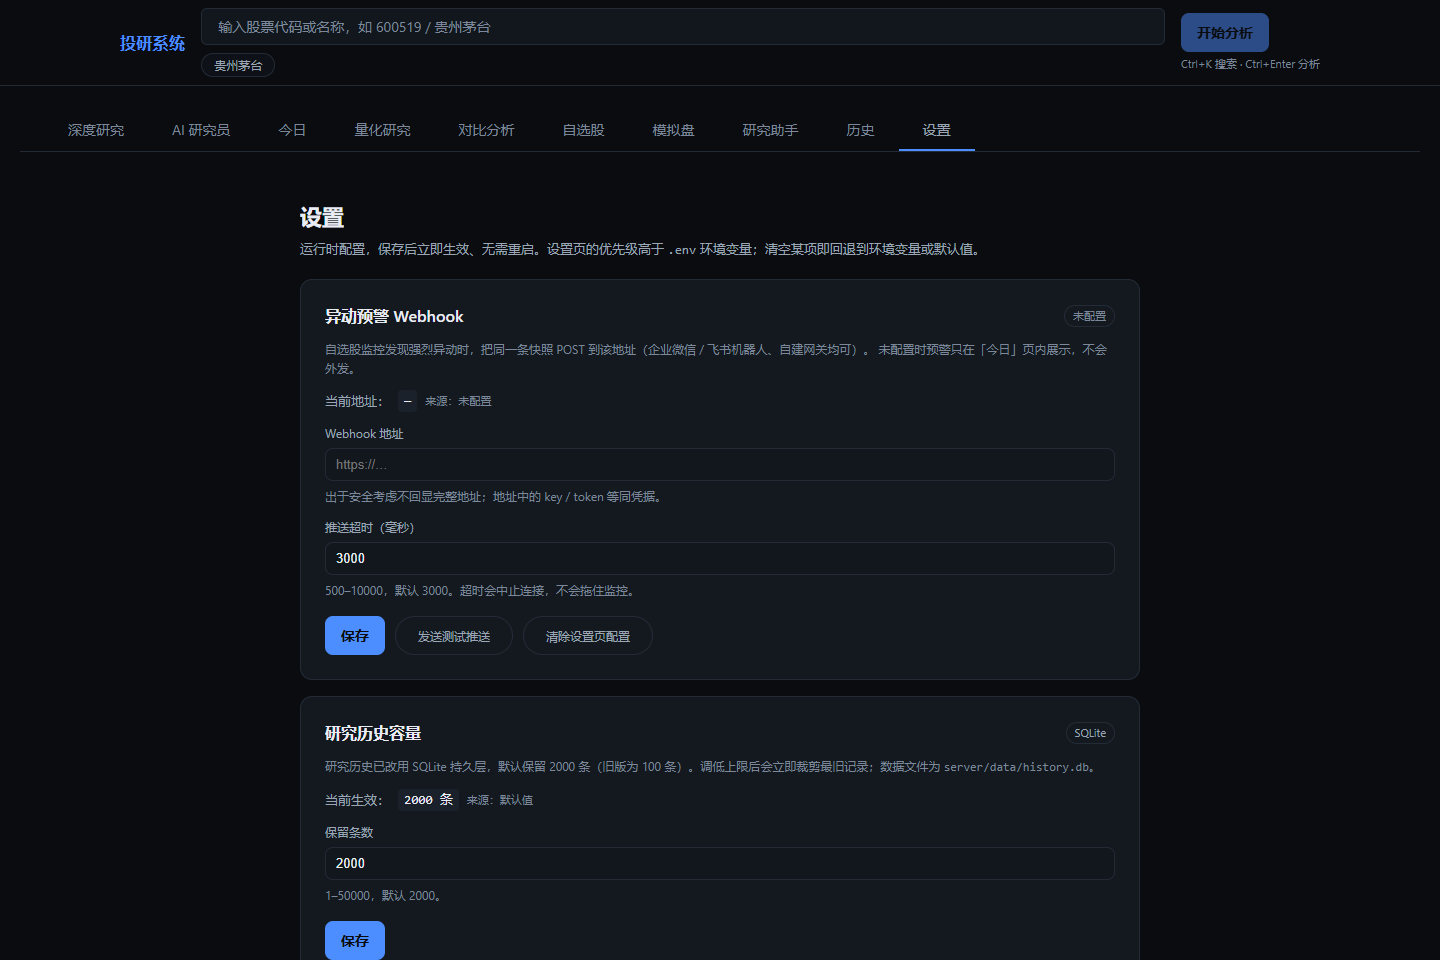 投研系统
输入股票代码或名称，如 600519 / 贵州茅台
贵州茅台
开始分析
Ctrl+K 搜索 · Ctrl+Enter 分析
深度研究
AI 研究员
今日
量化研究
对比分析
自选股
模拟盘
研究助手
历史
设置
设置
运行时配置，保存后立即生效、无需重启。设置页的优先级高于 .env 环境变量；清空某项即回退到环境变量或默认值。
异动预警 Webhook
未配置
自选股监控发现强烈异动时，把同一条快照 POST 到该地址（企业微信 / 飞书机器人、自建网关均可）。 未配置时预警只在「今日」页内展示，不会
外发。
当前地址： — 来源：未配置
Webhook 地址
https://…
出于安全考虑不回显完整地址；地址中的 key / token 等同凭据。
推送超时（毫秒）
3000
500–10000，默认 3000。超时会中止连接，不会拖住监控。
保存
发送测试推送
清除设置页配置
研究历史容量
SQLite
研究历史已改用 SQLite 持久层，默认保留 2000 条（旧版为 100 条）。调低上限后会立即裁剪最旧记录；数据文件为 server/data/history.db。
当前生效： 2000 条 来源：默认值
保留条数
2000
1–50000，默认 2000。
保存